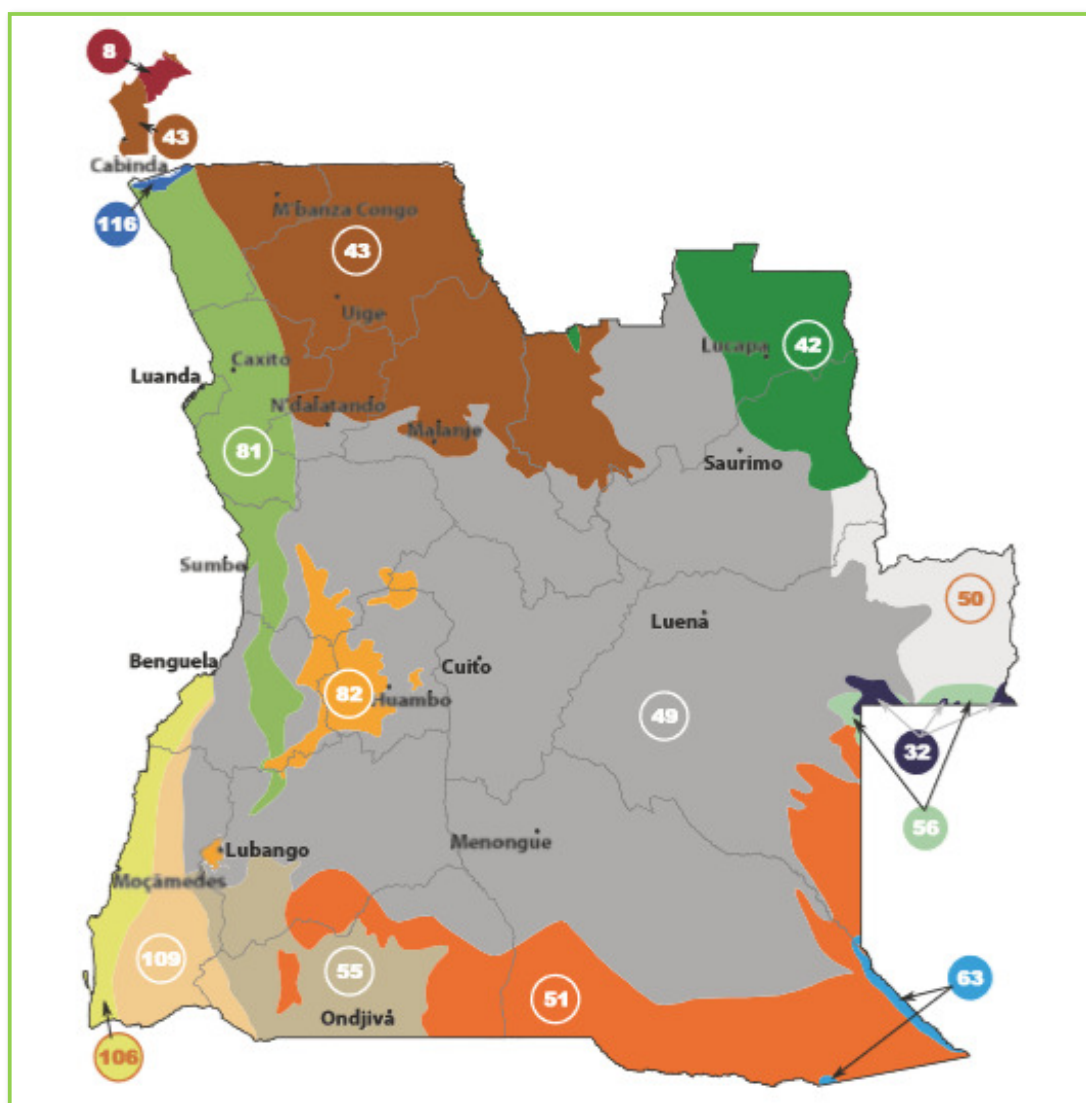 8
43
Cabinda
116
M'banza Congo
43
Uige
Lucapa
42
Caxito
Luanda
N'dalatando
Malanje
81
Saurimo
Sumbe
50
Luena
Benguela
Cuito
82
Huambo
49
32
56
Menongue
Lubango
Moçâmedes
109
55
63
51
Ondjiva
106